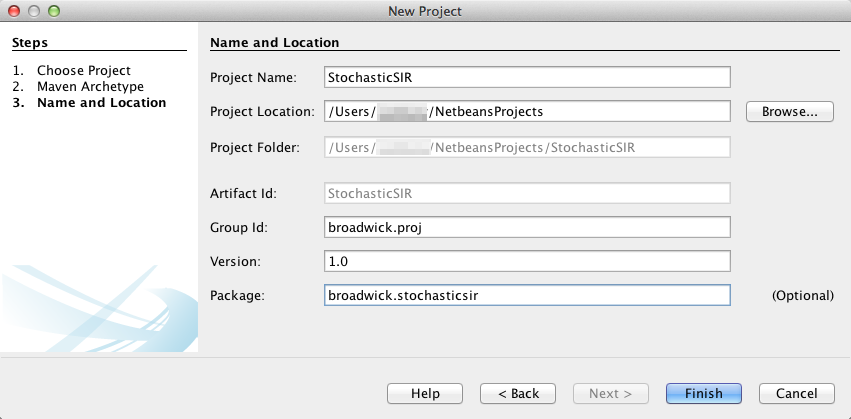 New Project
Steps
1. Choose Project
2. Maven Archetype
3. Name and Location
Name and Location
Project Name: StochasticSIR
Project Location: /Users/ /NetbeansProjects Browse...
Project Folder: /Users/ /NetbeansProjects/StochasticSIR
Artifact Id: StochasticSIR
Group Id: broadwick.proj
Version: 1.0
Package: broadwick.stochasticsir (Optional)
Help < Back Next > Finish Cancel